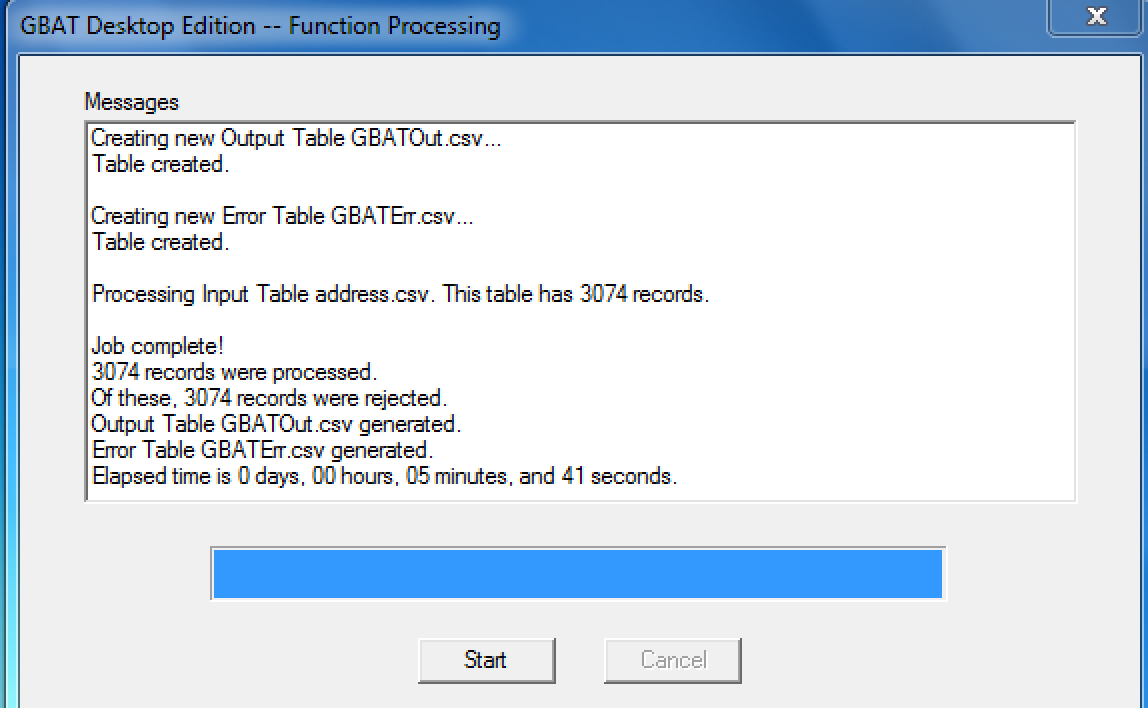 GBAT Desktop Edition -- Function Processing
X
Messages
Creating new Output Table GBATOut.csv...
Table created.
Creating new Error Table GBATErr.csv...
Table created.
Processing Input Table address.csv. This table has 3074 records.
Job complete!
3074 records were processed.
Of these, 3074 records were rejected.
Output Table GBATOut.csv generated.
Error Table GBATErr.csv generated.
Elapsed time is 0 days, 00 hours, 05 minutes, and 41 seconds.
Start
Cancel